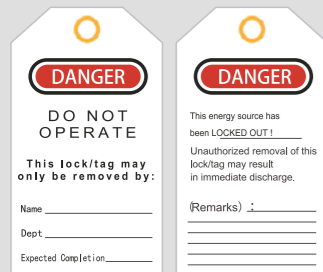 DANGER
DO NOT
OPERATE
This lock/tag may
only be removed by:
Name
Dept
Expected Completion
DANGER
This energy source has
been LOCKED OUT !
Unauthorized removal of this
lock/tag may result
in immediate discharge.
(Remarks) :